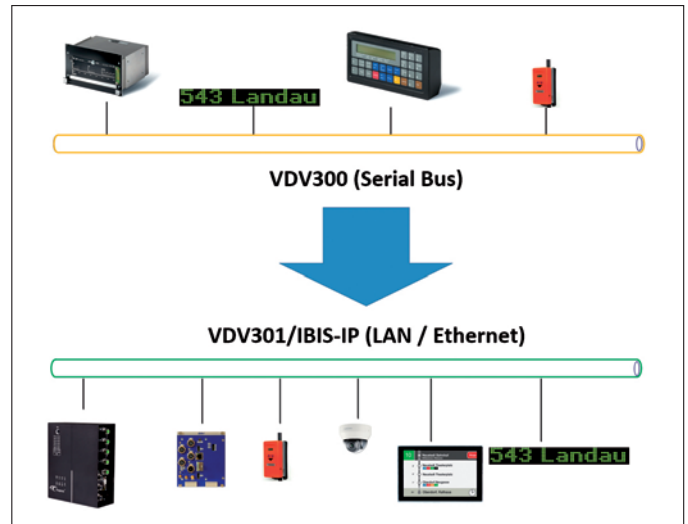 543 Landau
VDV300 (Serial Bus)
VDV301/IBIS-IP (LAN / Ethernet)
543 Landau